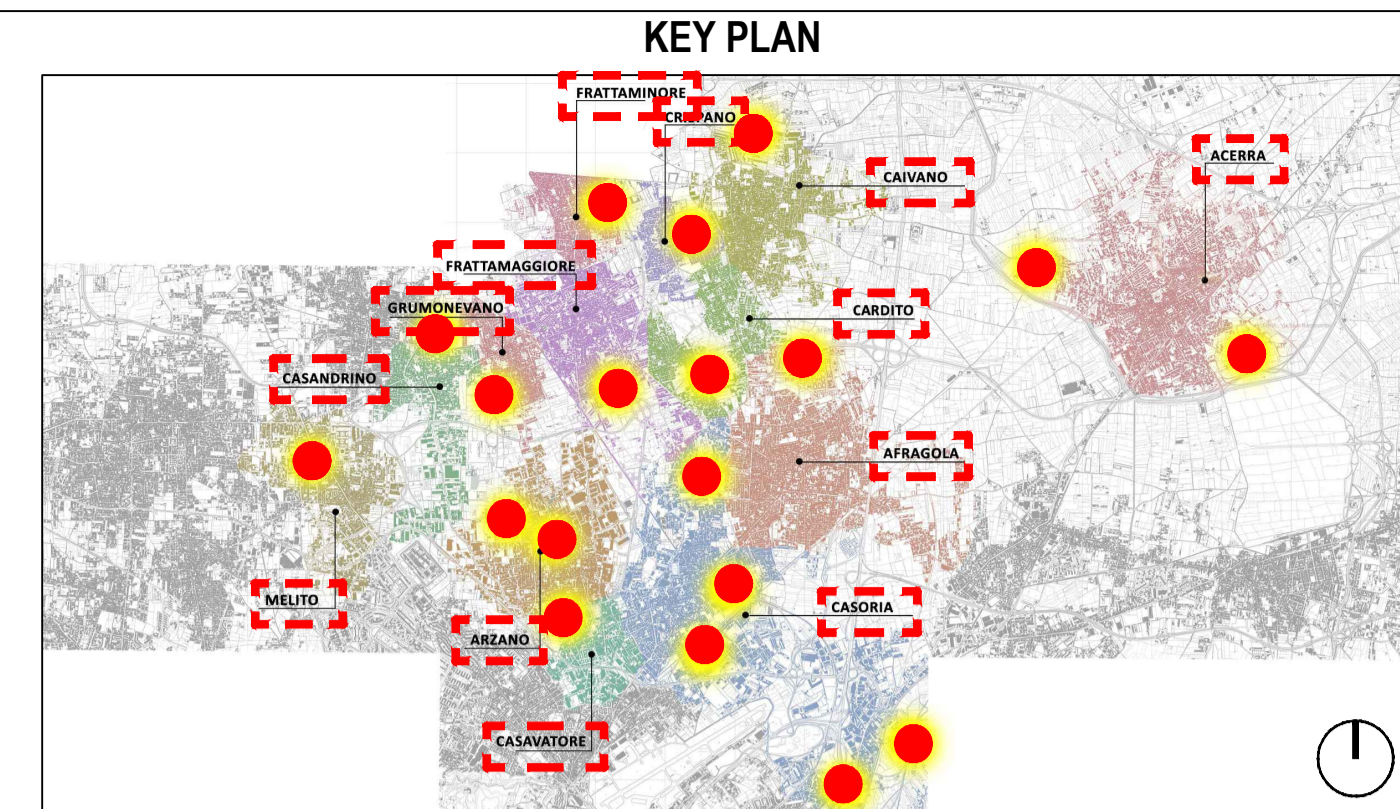 KEY PLAN
FRATTAMINORE
CRISPANO
ACERRA
CAIVANO
FRATTAMAGGIORE
GRUMONEVANO
CARDITO
CASANDRINO
AFRAGOLA
MELITO
CASORIA
ARZANO
CASAVATORE